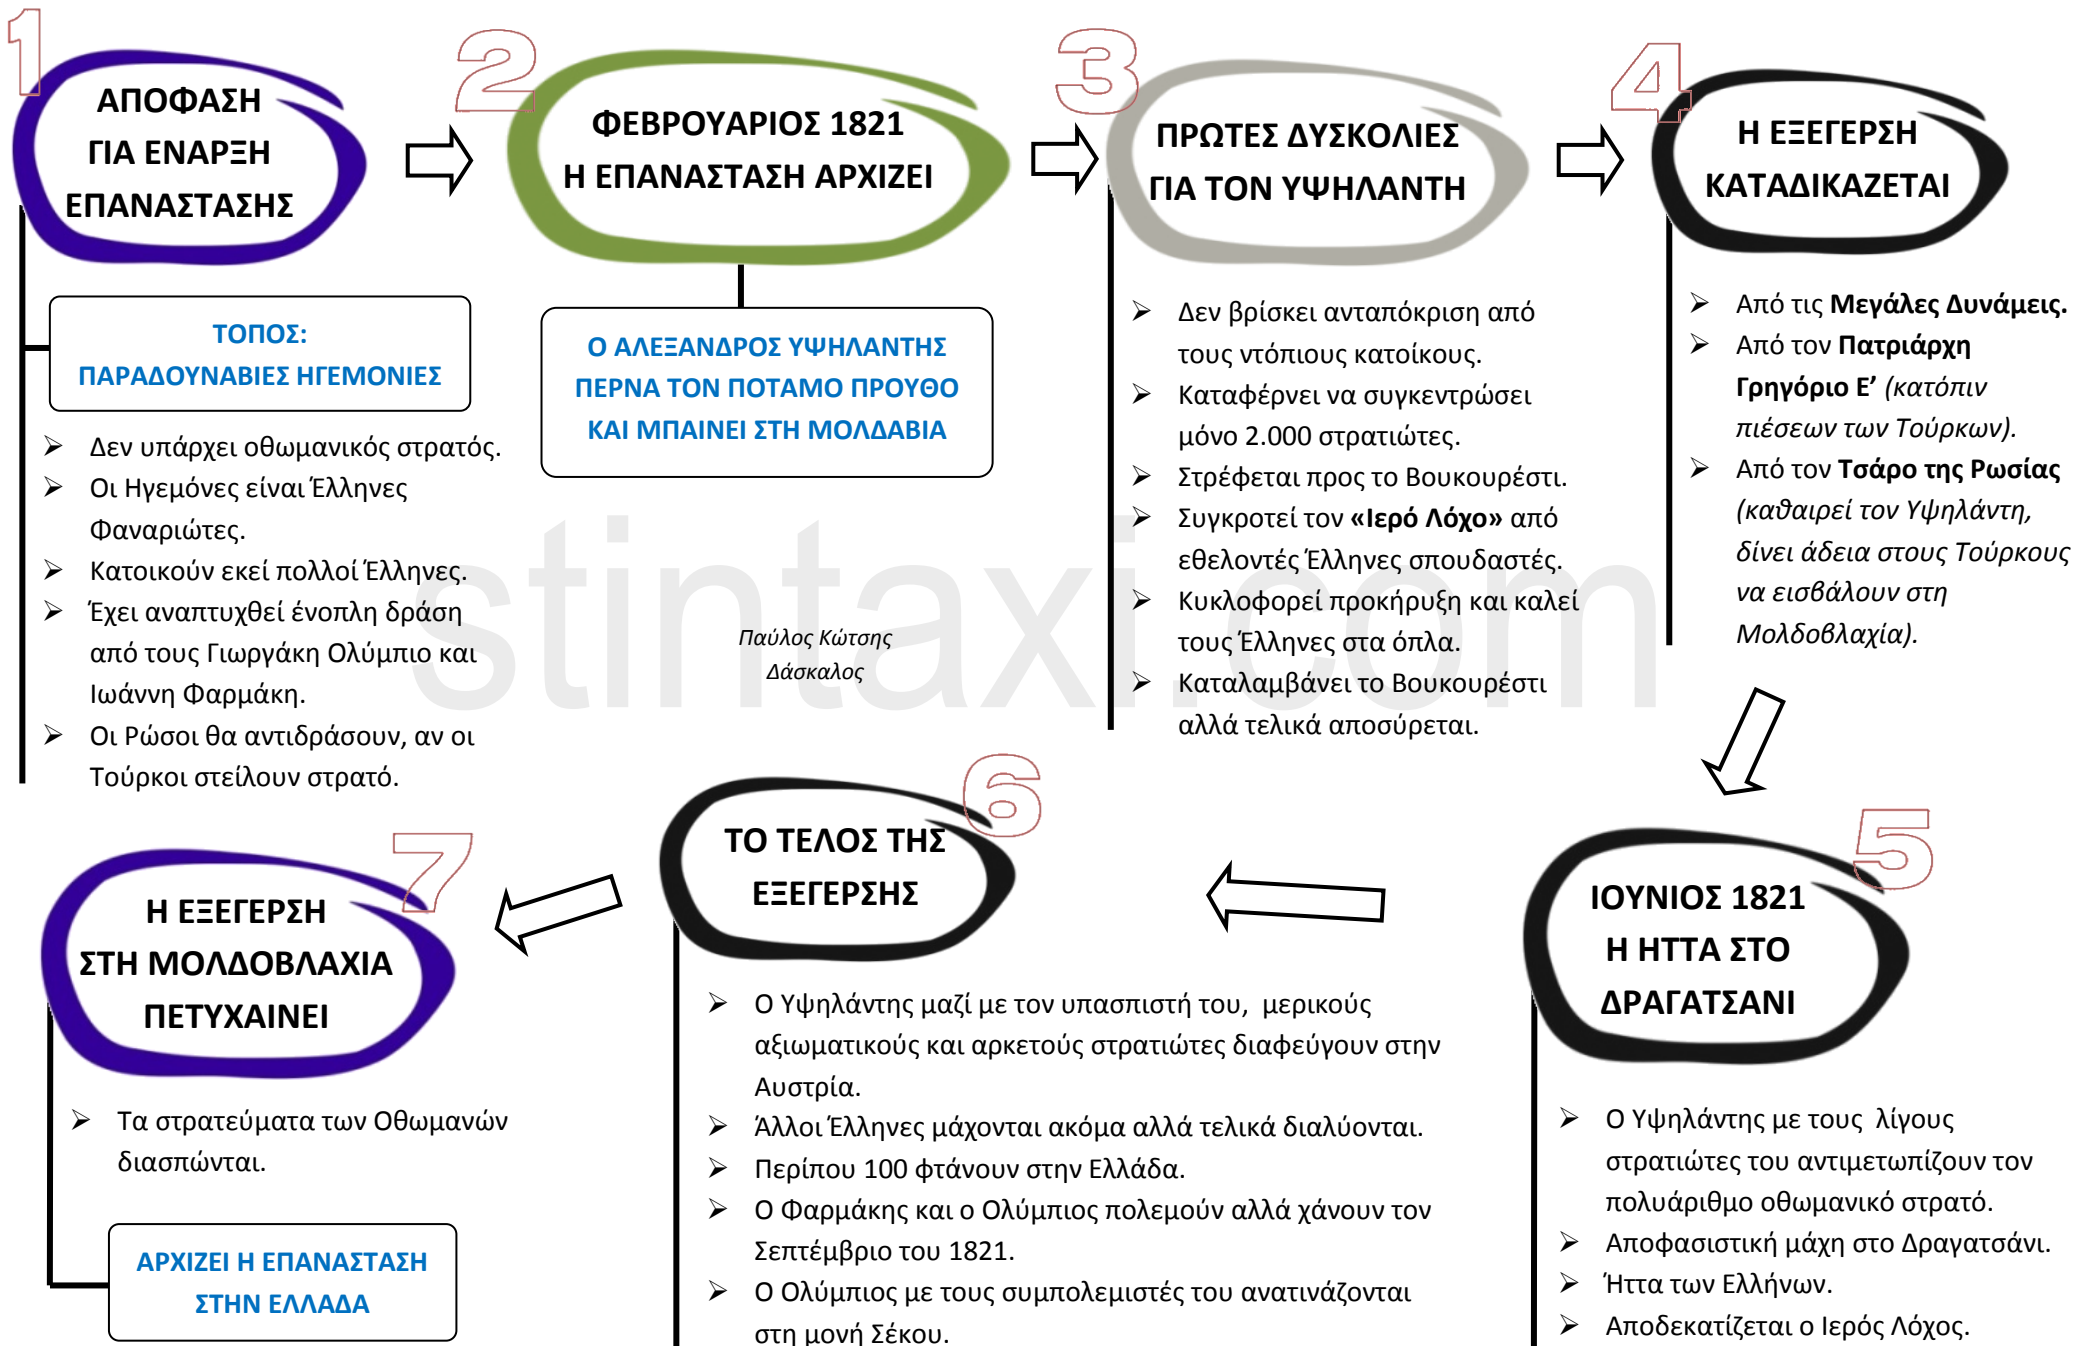 1
ΑΠΟΦΑΣΗ
ΓΙΑ ΕΝΑΡΞΗ
ΕΠΑΝΑΣΤΑΣΗΣ
ΤΟΠΟΣ:
ΠΑΡΑΔΟΥΝΑΒΙΕΣ ΗΓΕΜΟΝΙΕΣ
➢ Δεν υπάρχει οθωμανικός στρατός.
➢ Οι Ηγεμόνες είναι Έλληνες
Φαναριώτες.
➢ Κατοικούν εκεί πολλοί Έλληνες.
➢ Έχει αναπτυχθεί ένοπλη δράση
από τους Γιωργάκη Ολύμπιο και
Ιωάννη Φαρμάκη.
➢ Οι Ρώσοι θα αντιδράσουν, αν οι
Τούρκοι στείλουν στρατό.
2
ΦΕΒΡΟΥΑΡΙΟΣ 1821
Η ΕΠΑΝΑΣΤΑΣΗ ΑΡΧΙΖΕΙ
Ο ΑΛΕΞΑΝΔΡΟΣ ΥΨΗΛΑΝΤΗΣ
ΠΕΡΝΑ ΤΟΝ ΠΟΤΑΜΟ ΠΡΟΥΘΟ
ΚΑΙ ΜΠΑΙΝΕΙ ΣΤΗ ΜΟΛΔΑΒΙΑ
Παύλος Κώτσης
Δάσκαλος
stintaxi.com
3
ΠΡΩΤΕΣ ΔΥΣΚΟΛΙΕΣ
ΓΙΑ ΤΟΝ ΥΨΗΛΑΝΤΗ
➢ Δεν βρίσκει ανταπόκριση από
τους ντόπιους κατοίκους.
➢ Καταφέρνει να συγκεντρώσει
μόνο 2.000 στρατιώτες.
➢ Στρέφεται προς το Βουκουρέστι.
➢ Συγκροτεί τον «Ιερό Λόχο» από
εθελοντές Έλληνες σπουδαστές.
➢ Κυκλοφορεί προκήρυξη και καλεί
τους Έλληνες στα όπλα.
➢ Καταλαμβάνει το Βουκουρέστι
αλλά τελικά αποσύρεται.
4
Η ΕΞΕΓΕΡΣΗ
ΚΑΤΑΔΙΚΑΖΕΤΑΙ
➢ Από τις Μεγάλες Δυνάμεις.
➢ Από τον Πατριάρχη
Γρηγόριο Ε’ (κατόπιν
πιέσεων των Τούρκων).
➢ Από τον Τσάρο της Ρωσίας
(καθαιρεί τον Υψηλάντη,
δίνει άδεια στους Τούρκους
να εισβάλουν στη
Μολδοβλαχία).
5
ΙΟΥΝΙΟΣ 1821
Η ΗΤΤΑ ΣΤΟ
ΔΡΑΓΑΤΣΑΝΙ
➢ Ο Υψηλάντης με τους λίγους
στρατιώτες του αντιμετωπίζουν τον
πολυάριθμο οθωμανικό στρατό.
➢ Αποφασιστική μάχη στο Δραγατσάνι.
➢ Ήττα των Ελλήνων.
➢ Αποδεκατίζεται ο Ιερός Λόχος.
6
ΤΟ ΤΕΛΟΣ ΤΗΣ
ΕΞΕΓΕΡΣΗΣ
➢ Ο Υψηλάντης μαζί με τον υπασπιστή του, μερικούς
αξιωματικούς και αρκετούς στρατιώτες διαφεύγουν στην
Αυστρία.
➢ Άλλοι Έλληνες μάχονται ακόμα αλλά τελικά διαλύονται.
➢ Περίπου 100 φτάνουν στην Ελλάδα.
➢ Ο Φαρμάκης και ο Ολύμπιος πολεμούν αλλά χάνουν τον
Σεπτέμβριο του 1821.
➢ Ο Ολύμπιος με τους συμπολεμιστές του ανατινάζονται
στη μονή Σέκου.
7
Η ΕΞΕΓΕΡΣΗ
ΣΤΗ ΜΟΛΔΟΒΛΑΧΙΑ
ΠΕΤΥΧΑΙΝΕΙ
➢ Τα στρατεύματα των Οθωμανών
διασπώνται.
ΑΡΧΙΖΕΙ Η ΕΠΑΝΑΣΤΑΣΗ
ΣΤΗΝ ΕΛΛΑΔΑ